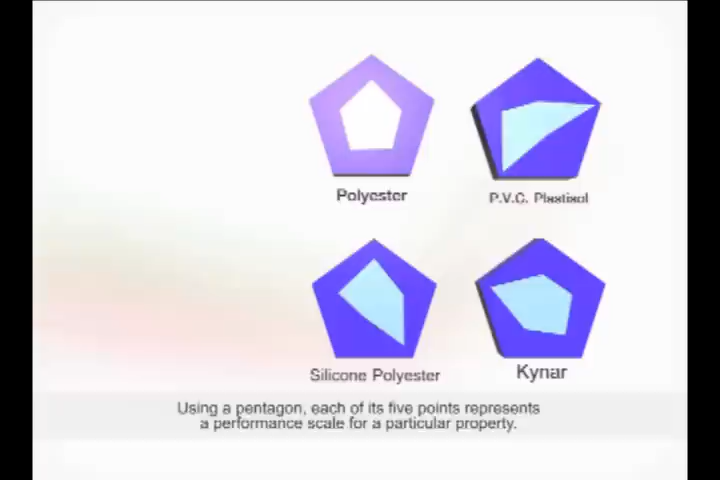 Polyester
P.V.C. Plastisol
Silicone Polyester
Kynar
Using a pentagon, each of its five points represents
a performance scale for a particular property.